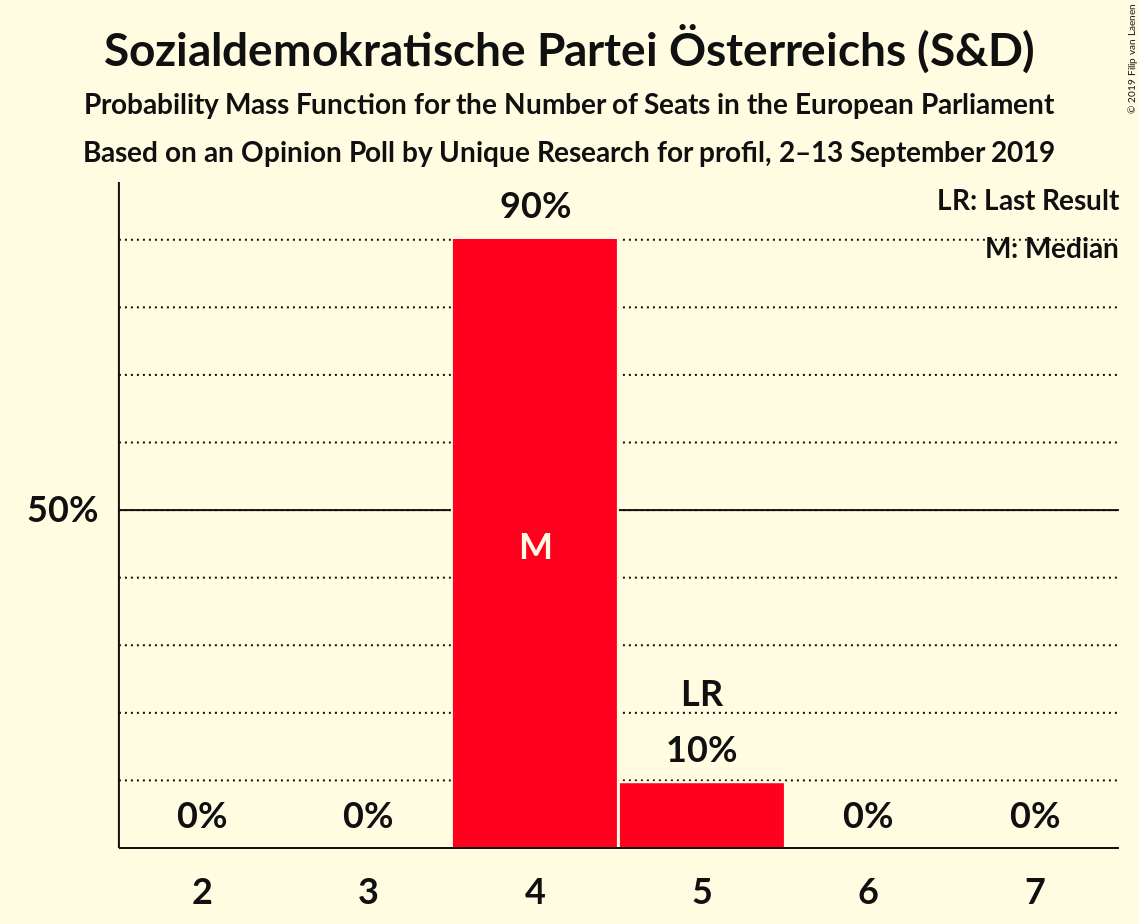 Sozialdemokratische Partei Österreichs (S&D)
Probability Mass Function for the Number of Seats in the European Parliament
Based on an Opinion Poll by Unique Research for profil, 2–13 September 2019
© 2019 Filip van Laenen
LR: Last Result
M: Median
90%
50%
M
LR
10%
0%
0%
0%
0%
2
3
4
5
6
7